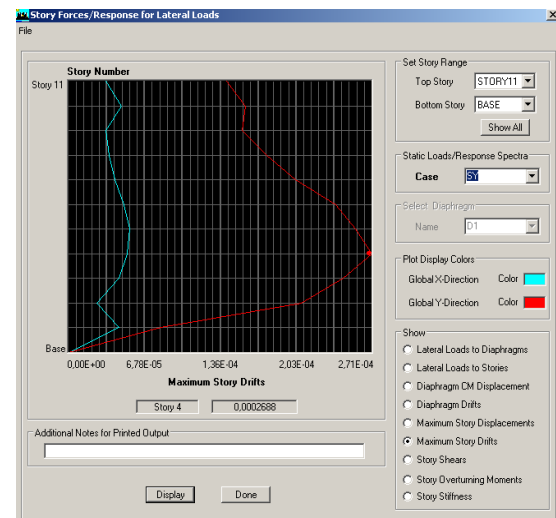 Story Forces/Response for Lateral Loads
File
Story Number
Story 11
Base
0,00E+00 6,78E-05 1,36E-04 2,03E-04 2,71E-04
Maximum Story Drifts
Story 4 0,0002688
Additional Notes for Printed Output
Display Done
Set Story Range
Top Story STORY11
Bottom Story BASE
Show All
Static Loads/Response Spectra
Case SY
Select Diaphragm
Name D1
Plot Display Colors
Global X-Direction Color
Global Y-Direction Color
Show
Lateral Loads to Diaphragms
Lateral Loads to Stories
Diaphragm CM Displacement
Diaphragm Drifts
Maximum Story Displacements
Maximum Story Drifts
Story Shears
Story Overturning Moments
Story Stiffness